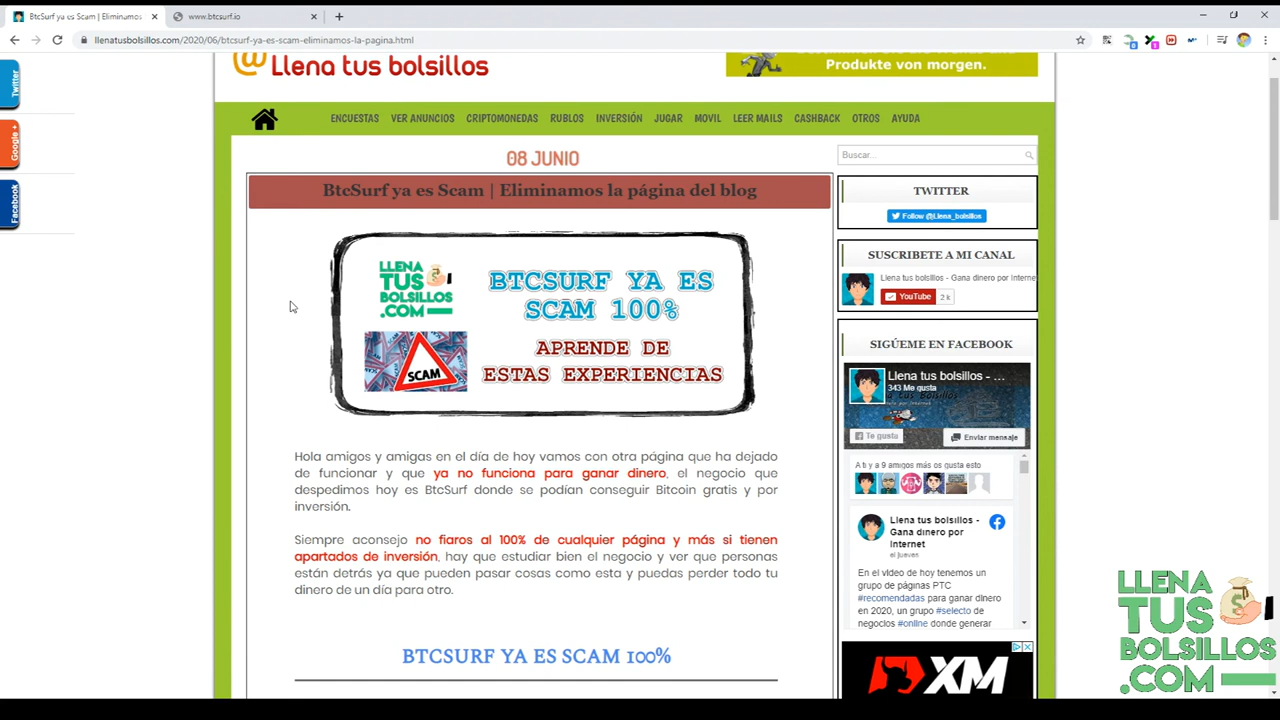 BtcSurf ya es Scam | Eliminamos
www.btcsurf.io
llenatusbolsillos.com/2020/06/btcsurf-ya-es-scam-eliminamos-la-pagina.html
Twitter
Google +
Facebook
@Llena tus bolsillos
Produkte von morgen.
ENCUESTAS VER ANUNCIOS CRIPTOMONEDAS RUBLOS INVERSIÓN JUGAR MOVIL LEER MAILS CASHBACK OTROS AYUDA
08 JUNIO
BtcSurf ya es Scam | Eliminamos la página del blog
LLENA
TUS
BOLSILLOS
.COM
BTCSURF YA ES
SCAM 100%
SCAM
APRENDE DE
ESTAS EXPERIENCIAS
Hola amigos y amigas en el día de hoy vamos con otra página que ha dejado
de funcionar y que ya no funciona para ganar dinero, el negocio que
despedimos hoy es BtcSurf donde se podían conseguir Bitcoin gratis y por
inversión.
Siempre aconsejo no fiaros al 100% de cualquier página y más si tienen
apartados de inversión, hay que estudiar bien el negocio y ver que personas
están detrás ya que pueden pasar cosas como esta y puedas perder todo tu
dinero de un día para otro.
BTCSURF YA ES SCAM 100%
Buscar...
TWITTER
Follow @Llena_bolsillos
SUSCRIBETE A MI CANAL
Llena tus bolsillos - Gana dinero por Internet
YouTube 2 k
SIGÚEME EN FACEBOOK
Llena tus bolsillos - ...
343 Me gusta
Te gusta
Enviar mensaje
A ti y a 9 amigos más os gusta esto
Llena tus bolsillos -
Gana dinero por
Internet
el jueves
En el vídeo de hoy tenemos un
grupo de páginas PTC
#recomendadas para ganar dinero
en 2020, un grupo #selecto de
negocios #online donde generar
XM
LLENA
TUS
BOLSILLOS
.COM